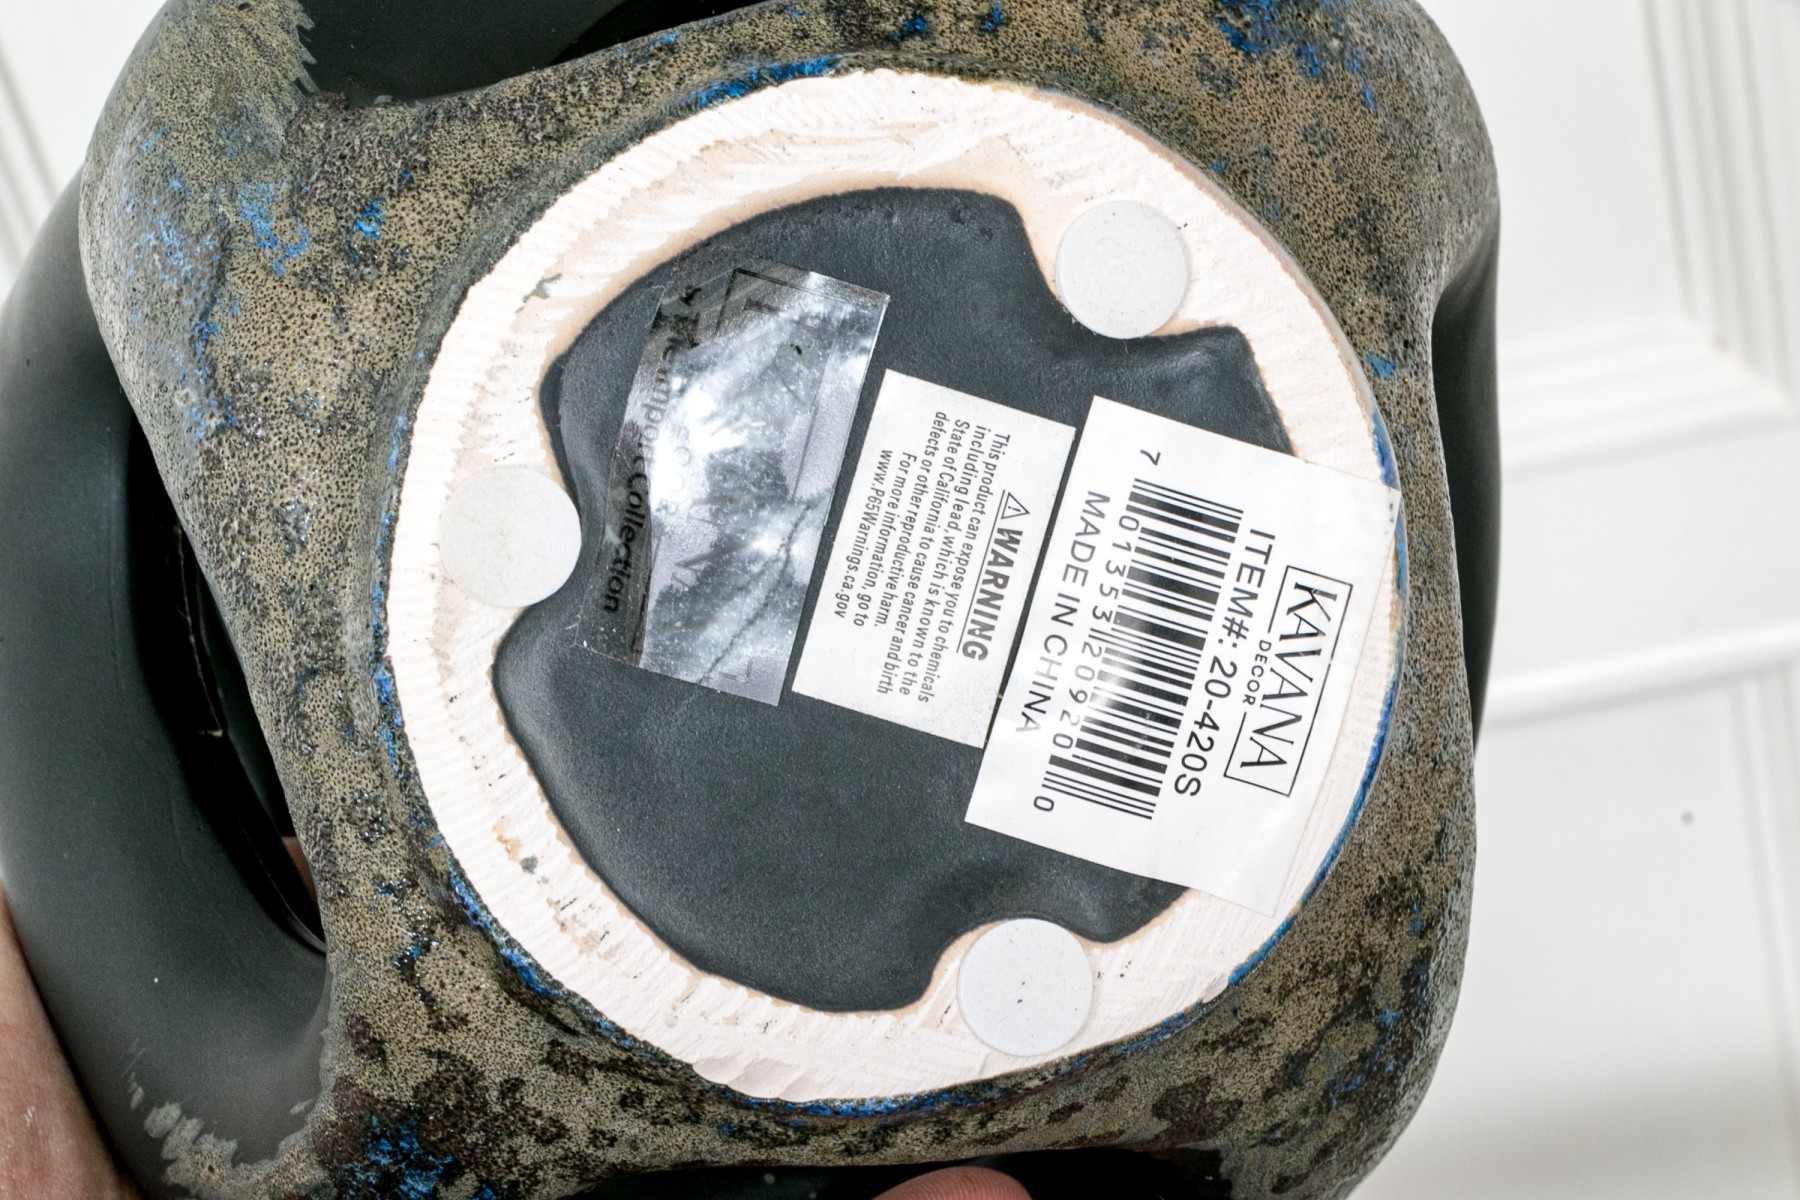 KAVANA
DECOR
ITEM#: 20-420S
7 01353 20920 0
MADE IN CHINA
⚠ WARNING
This product can expose you to chemicals
including lead, which is known to the
State of California to cause cancer and birth
defects or other reproductive harm.
For more information, go to
www.P65Warnings.ca.gov
Import Collection